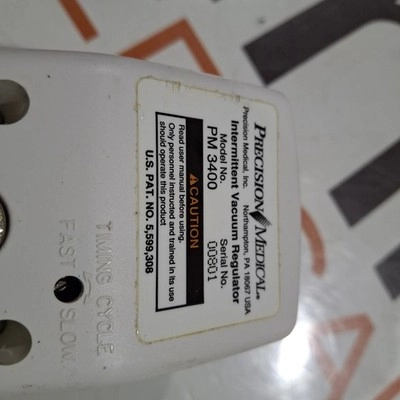 PRECISION MEDICAL®
Precision Medical, Inc. Northampton, PA 18067 USA
Intermittent Vacuum Regulator
Model No. Serial No.
PM 3400 00801
CAUTION
Read user manual before using.
Only personnel instructed and trained in its use
should operate this product
U.S. PAT. NO. 5,599,308
TIMING CYCLE
FAST SLOW